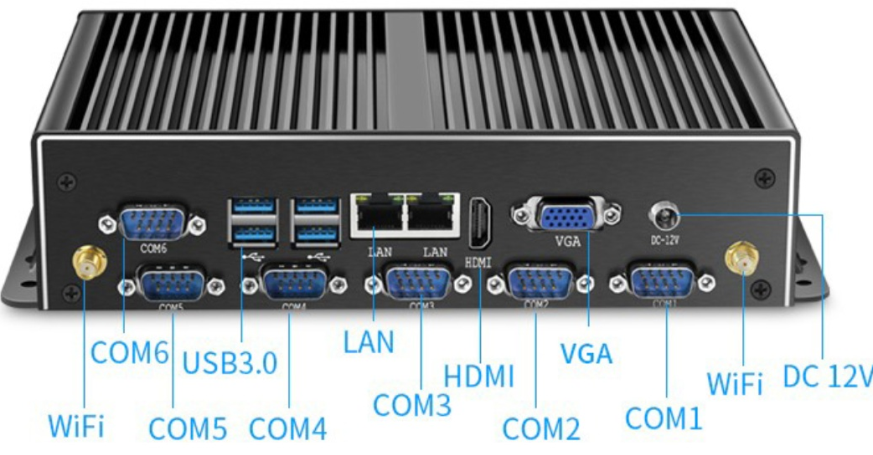 COM6
LAN
LAN
HDMI
VGA
DC-12V
COM5
COM4
COM3
COM2
COM1
COM6
USB3.0
LAN
HDMI
VGA
WiFi
DC 12V
WiFi
COM5
COM4
COM3
COM2
COM1